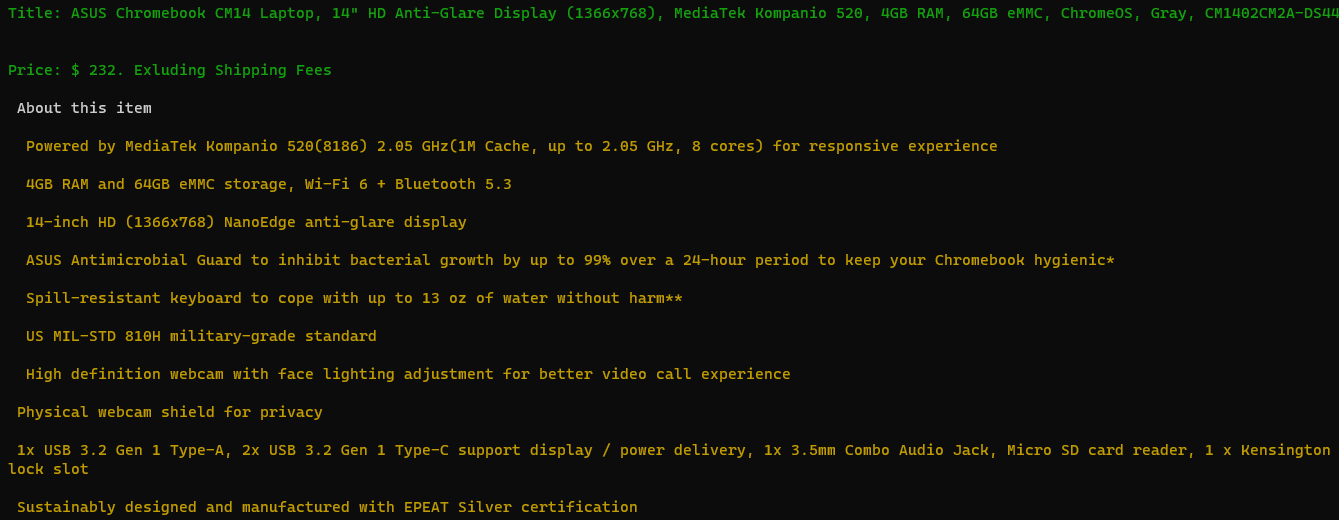 Title: ASUS Chromebook CM14 Laptop, 14" HD Anti-Glare Display (1366x768), MediaTek Kompanio 520, 4GB RAM, 64GB eMMC, ChromeOS, Gray, CM1402CM2A-DS44
Price: $ 232. Exluding Shipping Fees
About this item
Powered by MediaTek Kompanio 520(8186) 2.05 GHz(1M Cache, up to 2.05 GHz, 8 cores) for responsive experience
4GB RAM and 64GB eMMC storage, Wi-Fi 6 + Bluetooth 5.3
14-inch HD (1366x768) NanoEdge anti-glare display
ASUS Antimicrobial Guard to inhibit bacterial growth by up to 99% over a 24-hour period to keep your Chromebook hygienic*
Spill-resistant keyboard to cope with up to 13 oz of water without harm**
US MIL-STD 810H military-grade standard
High definition webcam with face lighting adjustment for better video call experience
Physical webcam shield for privacy
1x USB 3.2 Gen 1 Type-A, 2x USB 3.2 Gen 1 Type-C support display / power delivery, 1x 3.5mm Combo Audio Jack, Micro SD card reader, 1 x Kensington
lock slot
Sustainably designed and manufactured with EPEAT Silver certification